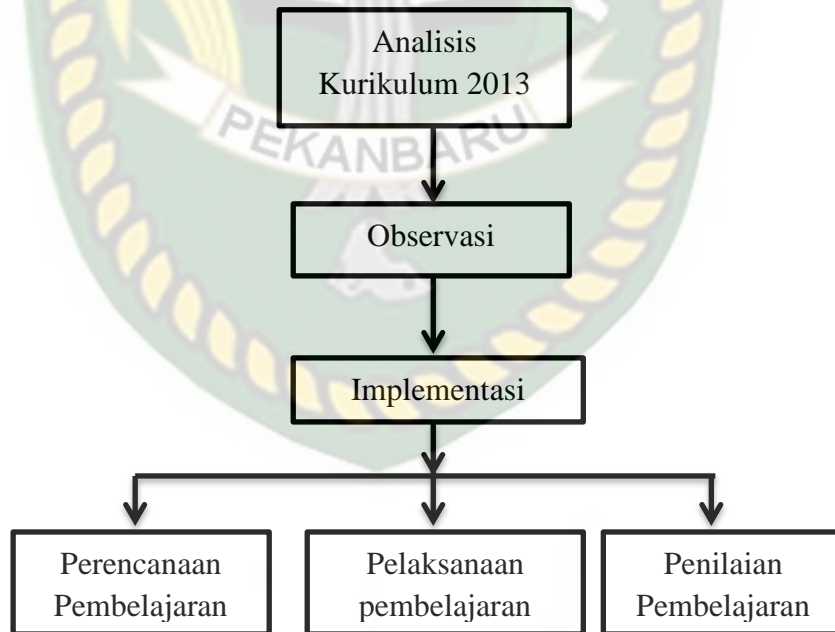 Analisis
Kurikulum 2013
PEKANBARU
Observasi
Implementasi
Perencanaan
Pembelajaran
Pelaksanaan
pembelajaran
Penilaian
Pembelajaran